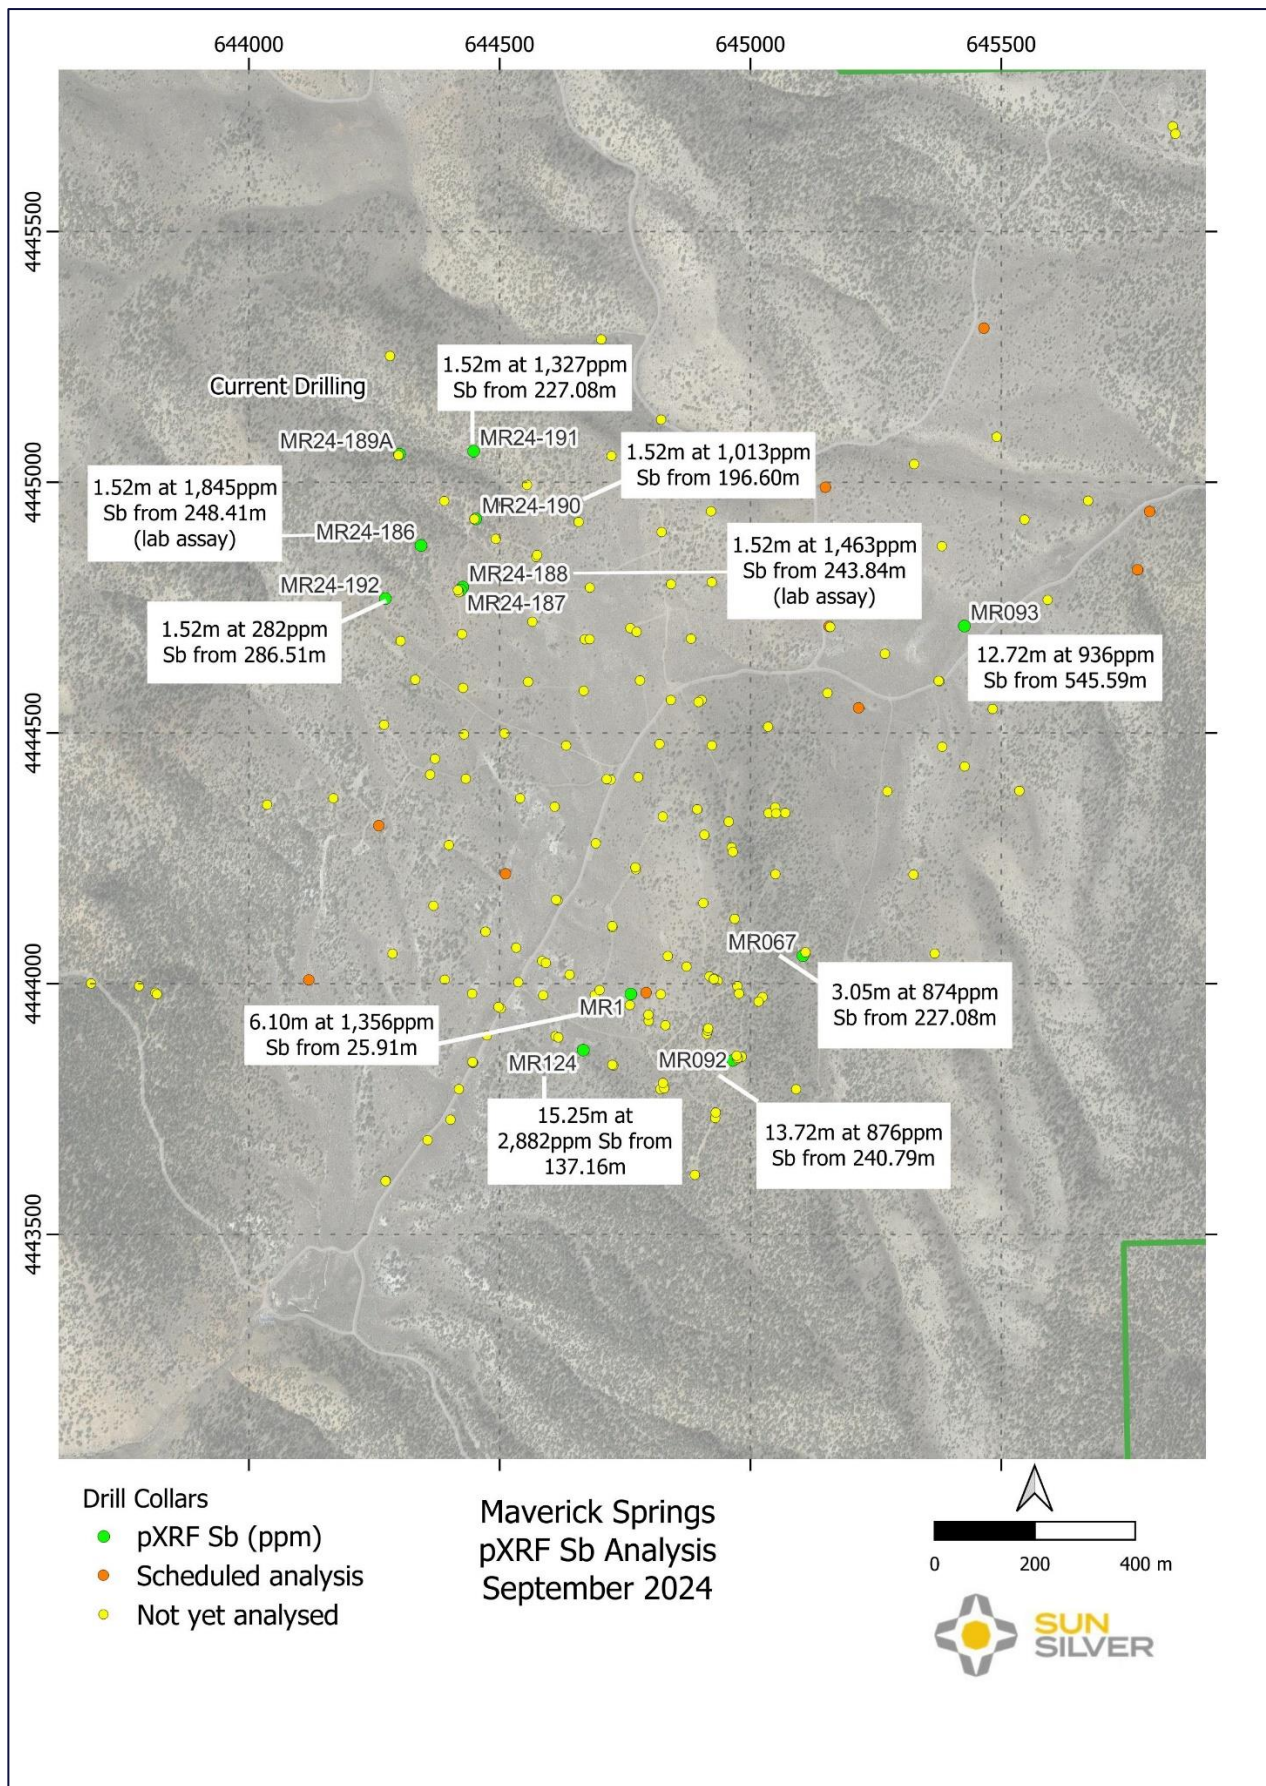 644000
644500
645000
645500
4445500
4445000
4444500
4444000
4443500
1.52m at 1,327ppm
Sb from 227.08m
Current Drilling
MR24-189A
MR24-191
1.52m at 1,013ppm
Sb from 196.60m
1.52m at 1,845ppm
Sb from 248.41m
(lab assay)
MR24-190
MR24-186
1.52m at 1,463ppm
Sb from 243.84m
(lab assay)
MR24-188
MR24-192
MR24-187
MR093
1.52m at 282ppm
Sb from 286.51m
12.72m at 936ppm
Sb from 545.59m
MR067
3.05m at 874ppm
Sb from 227.08m
MR1
6.10m at 1,356ppm
Sb from 25.91m
MR124
MR092
15.25m at
2,882ppm Sb from
137.16m
13.72m at 876ppm
Sb from 240.79m
Drill Collars
pXRF Sb (ppm)
Scheduled analysis
Not yet analysed
Maverick Springs
pXRF Sb Analysis
September 2024
0 200 400 m
SUN
SILVER